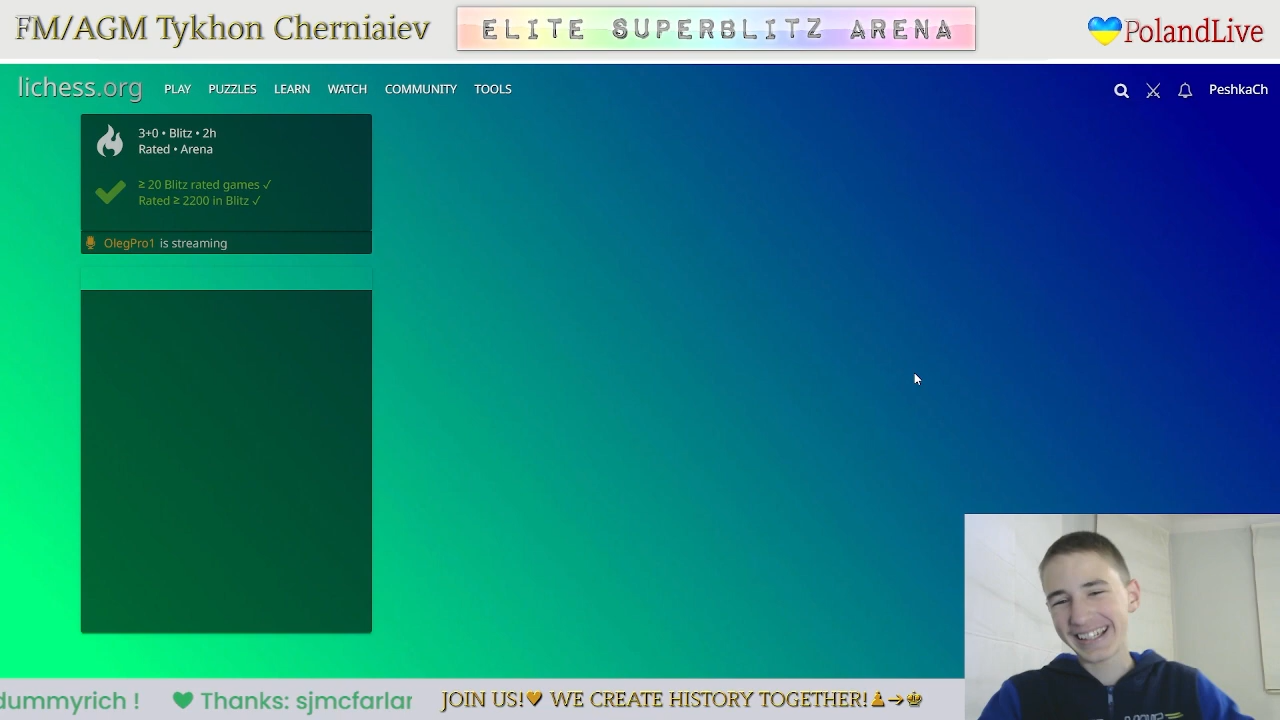 FM/AGM Tykhon Cherniaiev
ELITE SUPERBLITZ ARENA
PolandLive
lichess.org PLAY PUZZLES LEARN WATCH COMMUNITY TOOLS PeshkaCh
3+0 • Blitz • 2h
Rated • Arena
≥ 20 Blitz rated games ✓
Rated ≥ 2200 in Blitz ✓
OlegPro1 is streaming
dummyrich ! Thanks: sjmcfarlar
JOIN US! WE CREATE HISTORY TOGETHER!